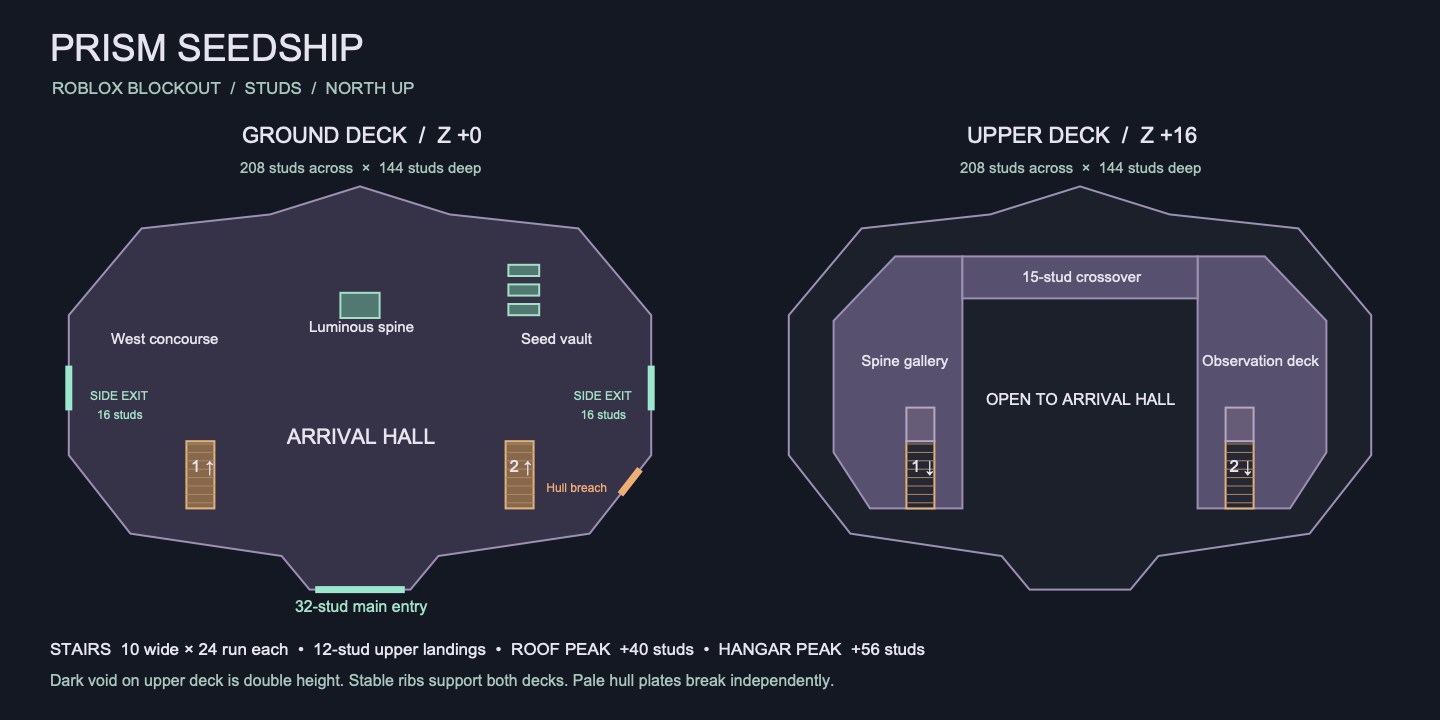 PRISM SEEDSHIP
ROBLOX BLOCKOUT / STUDS / NORTH UP
GROUND DECK / Z +0
208 studs across × 144 studs deep
Luminous spine
West concourse
Seed vault
SIDE EXIT
16 studs
SIDE EXIT
16 studs
ARRIVAL HALL
1 ↑
2 ↑
Hull breach
32-stud main entry
UPPER DECK / Z +16
208 studs across × 144 studs deep
15-stud crossover
Spine gallery
Observation deck
OPEN TO ARRIVAL HALL
1 ↓
2 ↓
STAIRS 10 wide × 24 run each • 12-stud upper landings • ROOF PEAK +40 studs • HANGAR PEAK +56 studs
Dark void on upper deck is double height. Stable ribs support both decks. Pale hull plates break independently.